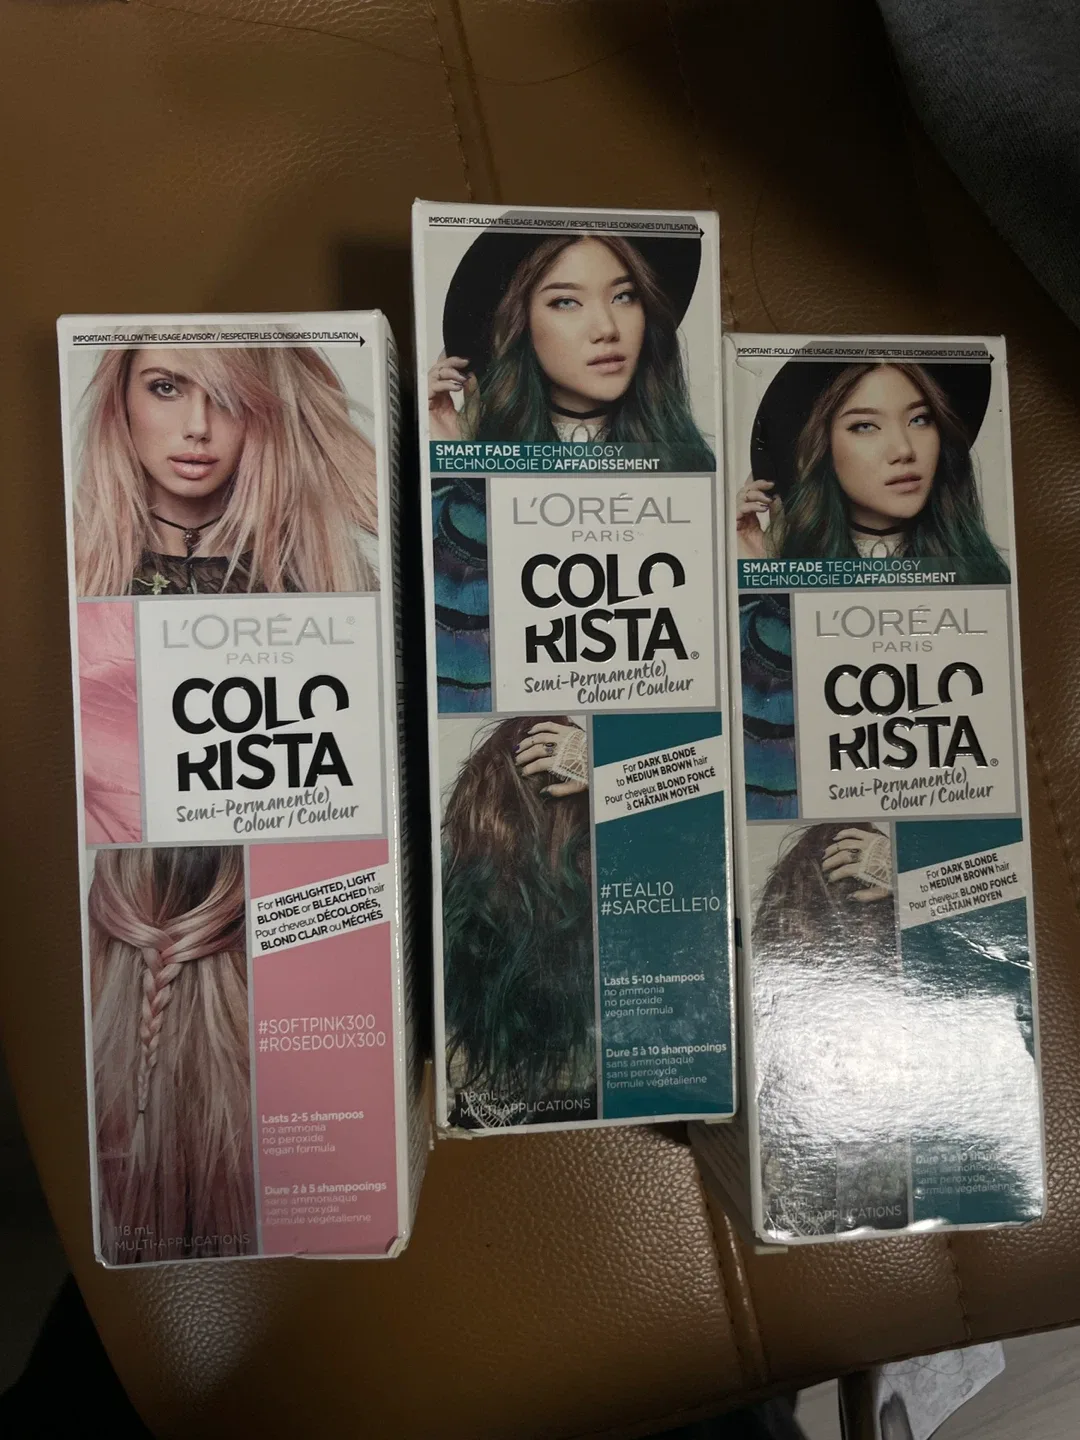 IMPORTANT: FOLLOW THE USAGE ADVISORY / RESPECTER LES CONSIGNES D'UTILISATION
L'ORÉAL®
PARIS
COLO
RISTA
Semi-Permanent(e)
Colour / Couleur
For HIGHLIGHTED, LIGHT
BLONDE or BLEACHED hair
Pour cheveux DÉCOLORÉS,
BLOND CLAIR ou MÉCHÉS
#SOFTPINK300
#ROSEDOUX300
Lasts 2-5 shampoos
no ammonia
no peroxide
vegan formula
Dure 2 à 5 shampooings
sans ammoniaque
sans peroxyde
formule végétalienne
118 mL
MULTI-APPLICATIONS
IMPORTANT: FOLLOW THE USAGE ADVISORY / RESPECTER LES CONSIGNES D'UTILISATION
SMART FADE TECHNOLOGY
TECHNOLOGIE D'AFFADISSEMENT
L'ORÉAL
PARIS
COLO
RISTA®
Semi-Permanent(e)
Colour / Couleur
For DARK BLONDE
to MEDIUM BROWN hair
Pour cheveux BLOND FONCÉ
à CHÂTAIN MOYEN
#TEAL10
#SARCELLE10
Lasts 5-10 shampoos
no ammonia
no peroxide
vegan formula
Dure 5 à 10 shampooings
sans ammoniaque
sans peroxyde
formule végétalienne
118 mL
MULTI-APPLICATIONS
IMPORTANT: FOLLOW THE USAGE ADVISORY / RESPECTER LES CONSIGNES D'UTILISATION
SMART FADE TECHNOLOGY
TECHNOLOGIE D'AFFADISSEMENT
L'ORÉAL
PARIS
COLO
RISTA®
Semi-Permanent(e)
Colour / Couleur
For DARK BLONDE
to MEDIUM BROWN hair
Pour cheveux BLOND FONCÉ
à CHÂTAIN MOYEN
Dure 5 à 10
sans ammoniaque
sans peroxyde
formule végétalienne
MULTI-APPLICATIONS